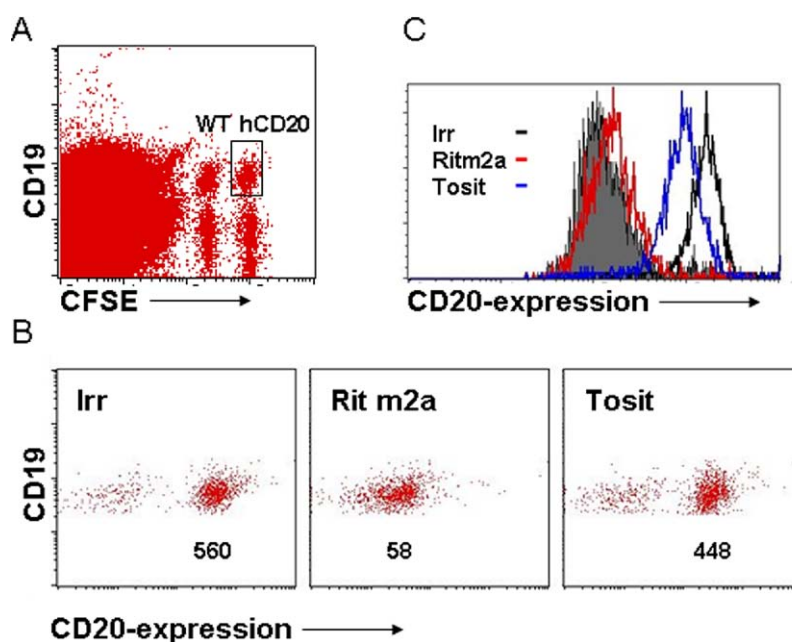 A
CD19
WT hCD20
CFSE
C
Irr
Ritm2a
Tosit
CD20-expression
B
CD19
Irr
Rit m2a
Tosit
560
58
448
CD20-expression